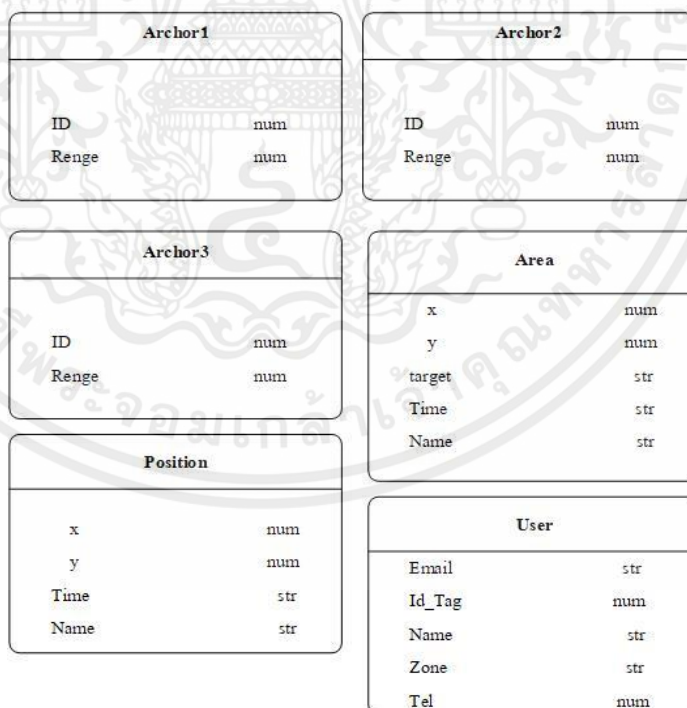 Archor1
ID num
Renge num
Archor2
ID num
Renge num
Archor3
ID num
Renge num
Area
x num
y num
target str
Time str
Name str
Position
x num
y num
Time str
Name str
User
Email str
Id_Tag num
Name str
Zone str
Tel num